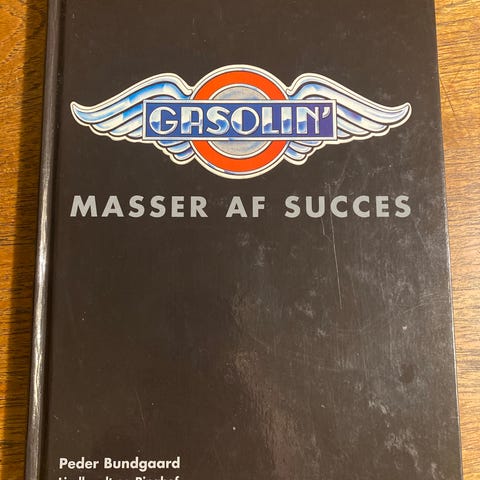 GASOLIN'
MASSER AF SUCCES
Peder Bundgaard